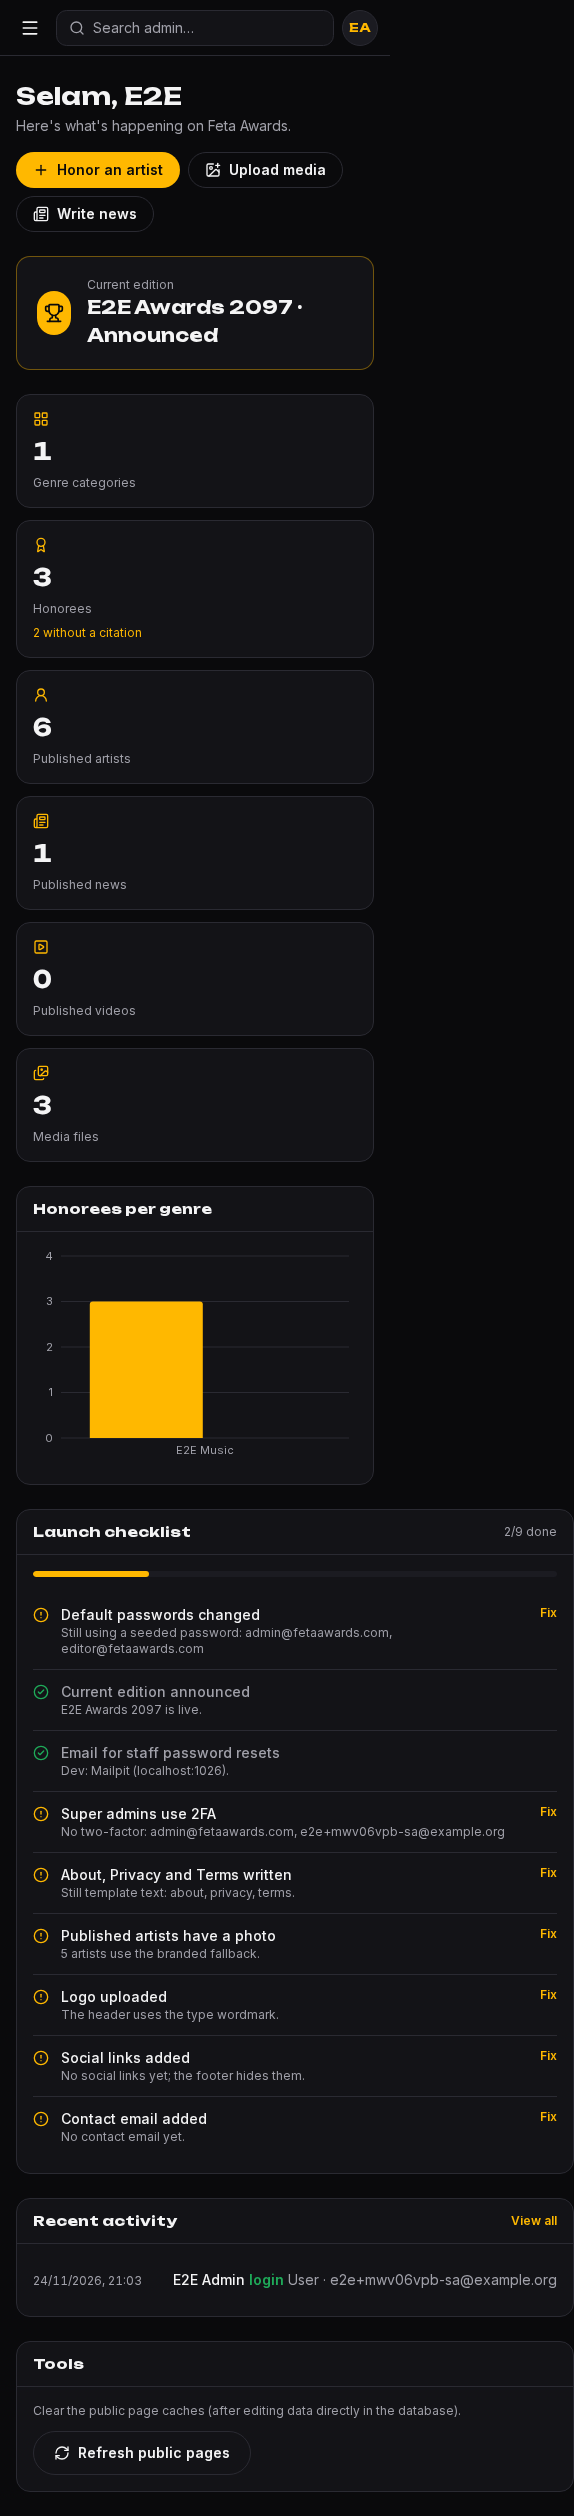 Search admin...
EA
Selam, E2E
Here's what's happening on Feta Awards.
Honor an artist
Upload media
Write news
Current edition
E2E Awards 2097 ·
Announced
1
Genre categories
3
Honorees
2 without a citation
6
Published artists
1
Published news
0
Published videos
3
Media files
Honorees per genre
4
3
2
1
0
E2E Music
Launch checklist 2/9 done
Default passwords changed Fix
Still using a seeded password: admin@fetaawards.com,
editor@fetaawards.com
Current edition announced
E2E Awards 2097 is live.
Email for staff password resets
Dev: Mailpit (localhost:1026).
Super admins use 2FA Fix
No two-factor: admin@fetaawards.com, e2e+mwv06vpb-sa@example.org
About, Privacy and Terms written Fix
Still template text: about, privacy, terms.
Published artists have a photo Fix
5 artists use the branded fallback.
Logo uploaded Fix
The header uses the type wordmark.
Social links added Fix
No social links yet; the footer hides them.
Contact email added Fix
No contact email yet.
Recent activity View all
24/11/2026, 21:03 E2E Admin login User · e2e+mwv06vpb-sa@example.org
Tools
Clear the public page caches (after editing data directly in the database).
Refresh public pages